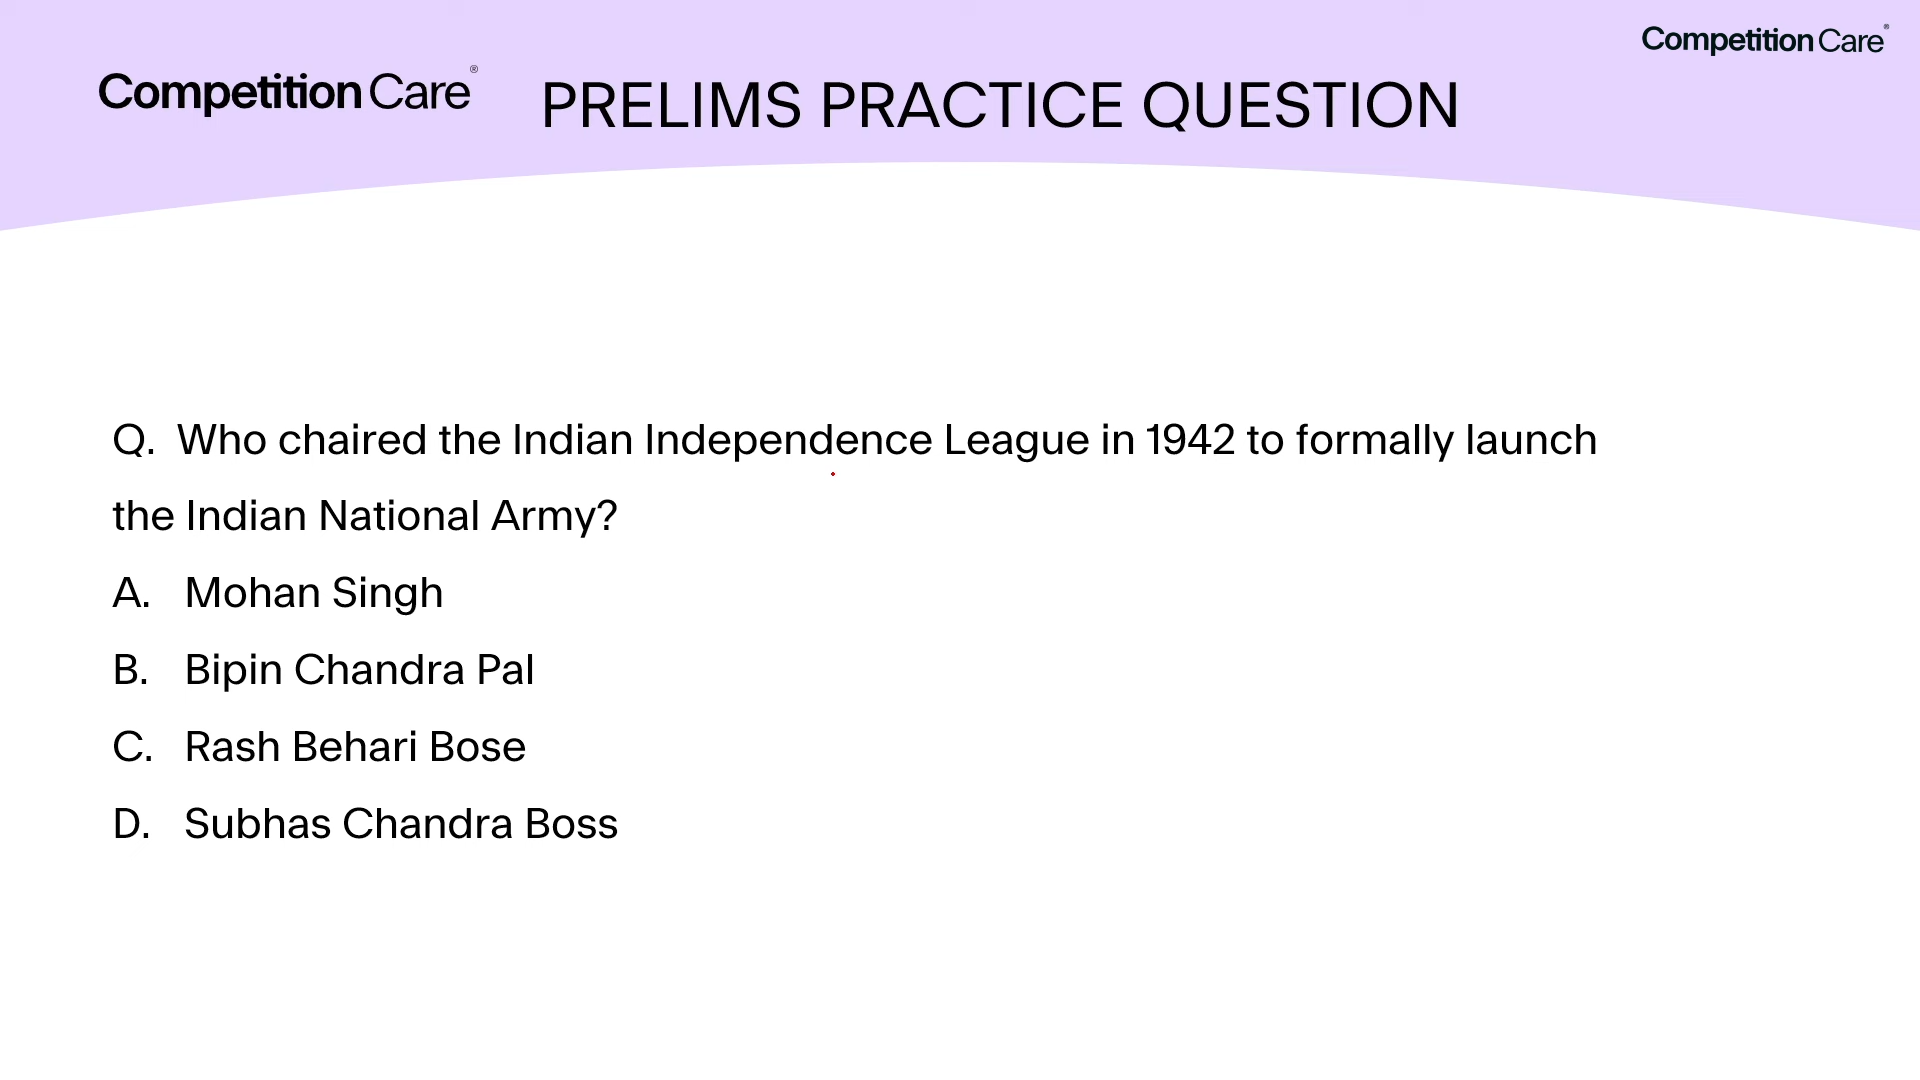 Competition Care®
Competition Care®
PRELIMS PRACTICE QUESTION
Q. Who chaired the Indian Independence League in 1942 to formally launch
the Indian National Army?
A. Mohan Singh
B. Bipin Chandra Pal
C. Rash Behari Bose
D. Subhas Chandra Boss